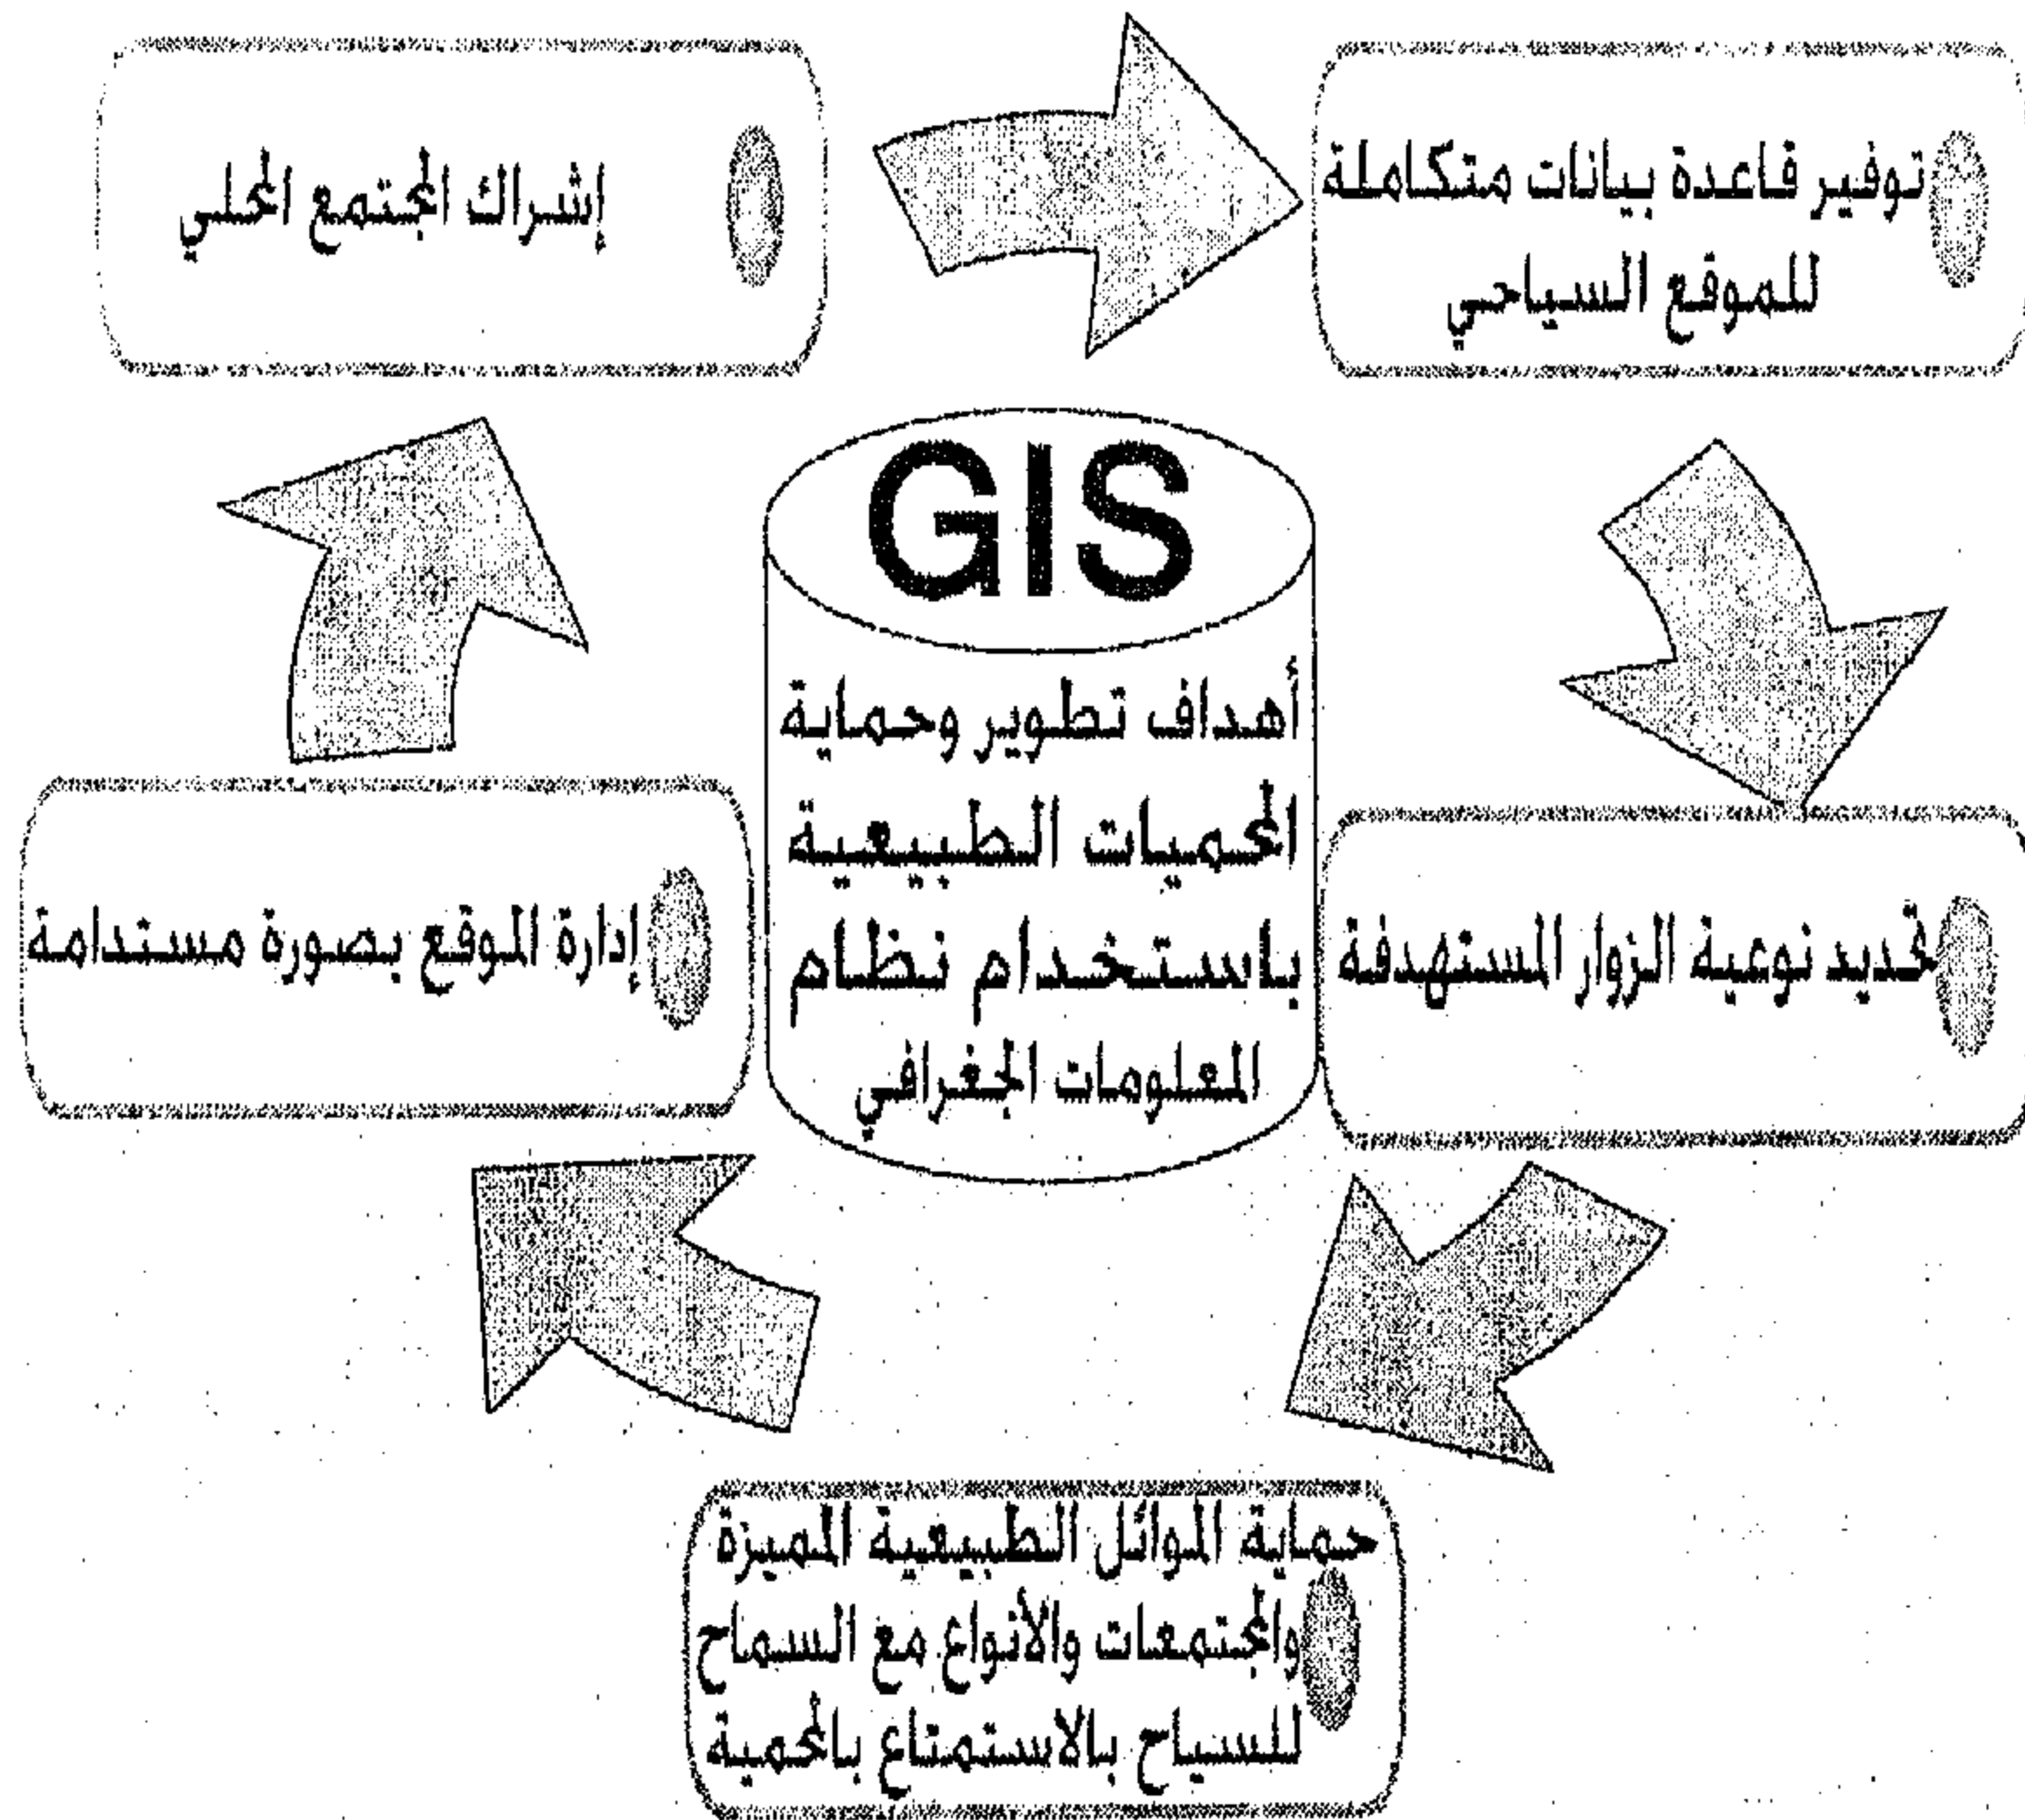 توفير قاعدة بيانات متكاملة
للموقع السياحي
إشراك المجتمع المحلي
GIS
أهداف تطوير وحماية
المحميات الطبيعية
باستخدام نظام
المعلومات الجغرافي
تحديد نوعية الزوار المستهدفة
إدارة الموقع بصورة مستدامة
حماية الموائل الطبيعية المميزة
والمجتمعات والأنواع مع السماح
للسياح بالاستمتاع بالمحمية